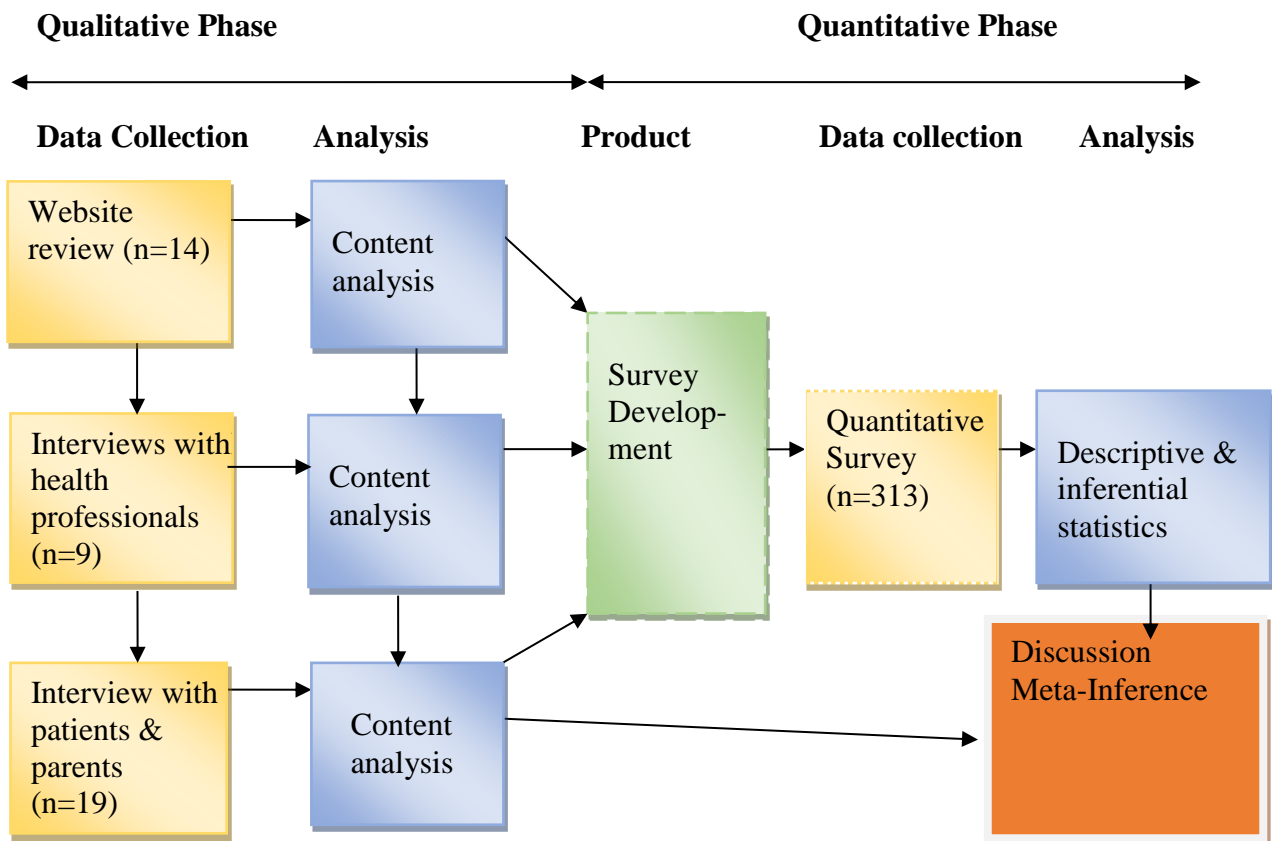 Qualitative Phase
Quantitative Phase
Data Collection
Analysis
Product
Data collection
Analysis
Website
review (n=14)
Content
analysis
Survey
Develop-
ment
Quantitative
Survey
(n=313)
Descriptive &
inferential
statistics
Interviews with
health
professionals
(n=9)
Content
analysis
Interview with
patients &
parents
(n=19)
Content
analysis
Discussion
Meta-Inference